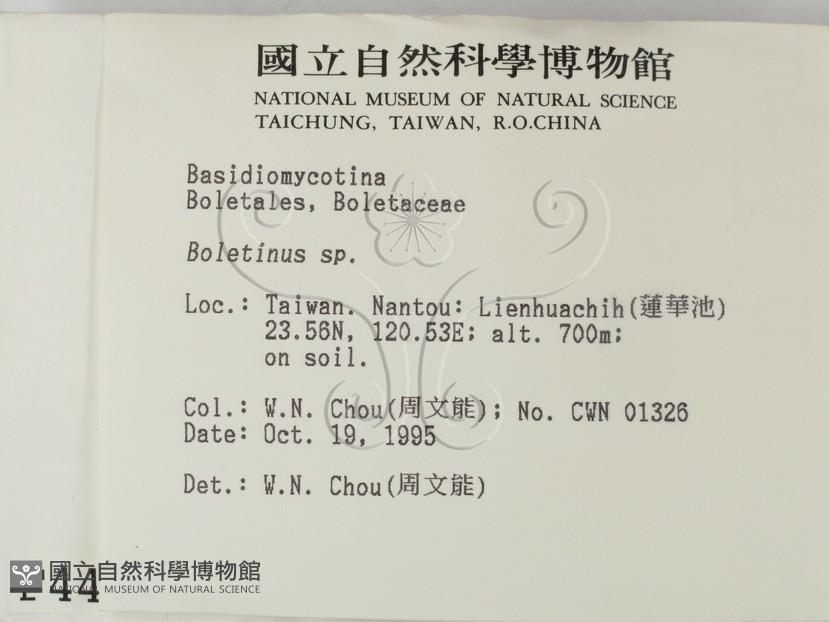 國立自然科學博物館
NATIONAL MUSEUM OF NATURAL SCIENCE
TAICHUNG, TAIWAN, R.O.CHINA
Basidiomycotina
Boletales, Boletaceae
Boletinus sp.
Loc.: Taiwan. Nantou: Lienhuachih(蓮華池)
23.56N, 120.53E; alt. 700m;
on soil.
Col.: W.N. Chou(周文能); No. CWN 01326
Date: Oct. 19, 1995
Det.: W.N. Chou(周文能)
國立自然科學博物館
NATIONAL MUSEUM OF NATURAL SCIENCE
44